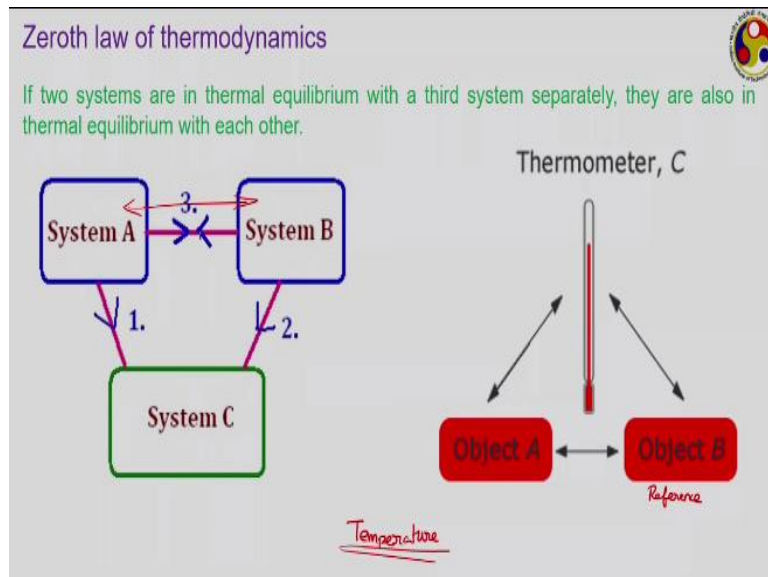 Zeroth law of thermodynamics
If two systems are in thermal equilibrium with a third system separately, they are also in
thermal equilibrium with each other.
Thermometer, C
3.
System A
System B
1.
2.
System C
Object A
Object B
Reference
Temperature